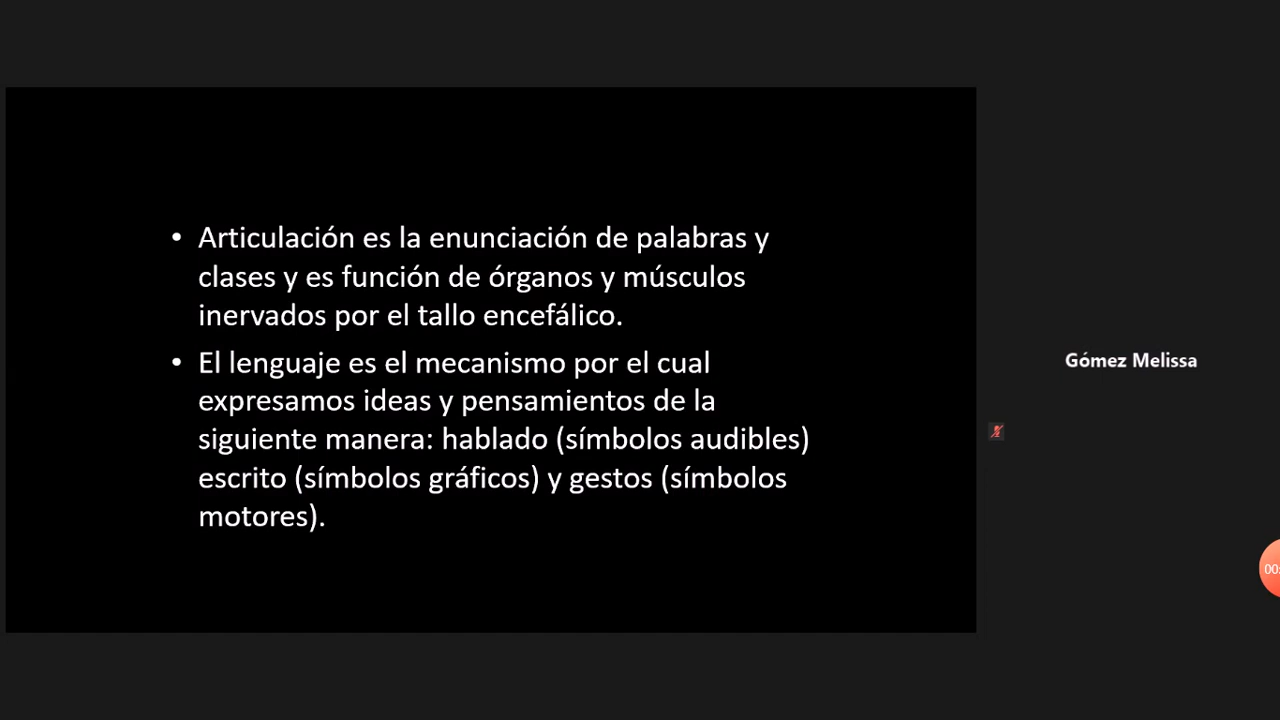 • Articulación es la enunciación de palabras y
clases y es función de órganos y músculos
inervados por el tallo encefálico.
• El lenguaje es el mecanismo por el cual
expresamos ideas y pensamientos de la
siguiente manera: hablado (símbolos audibles)
escrito (símbolos gráficos) y gestos (símbolos
motores).
Gómez Melissa
00: